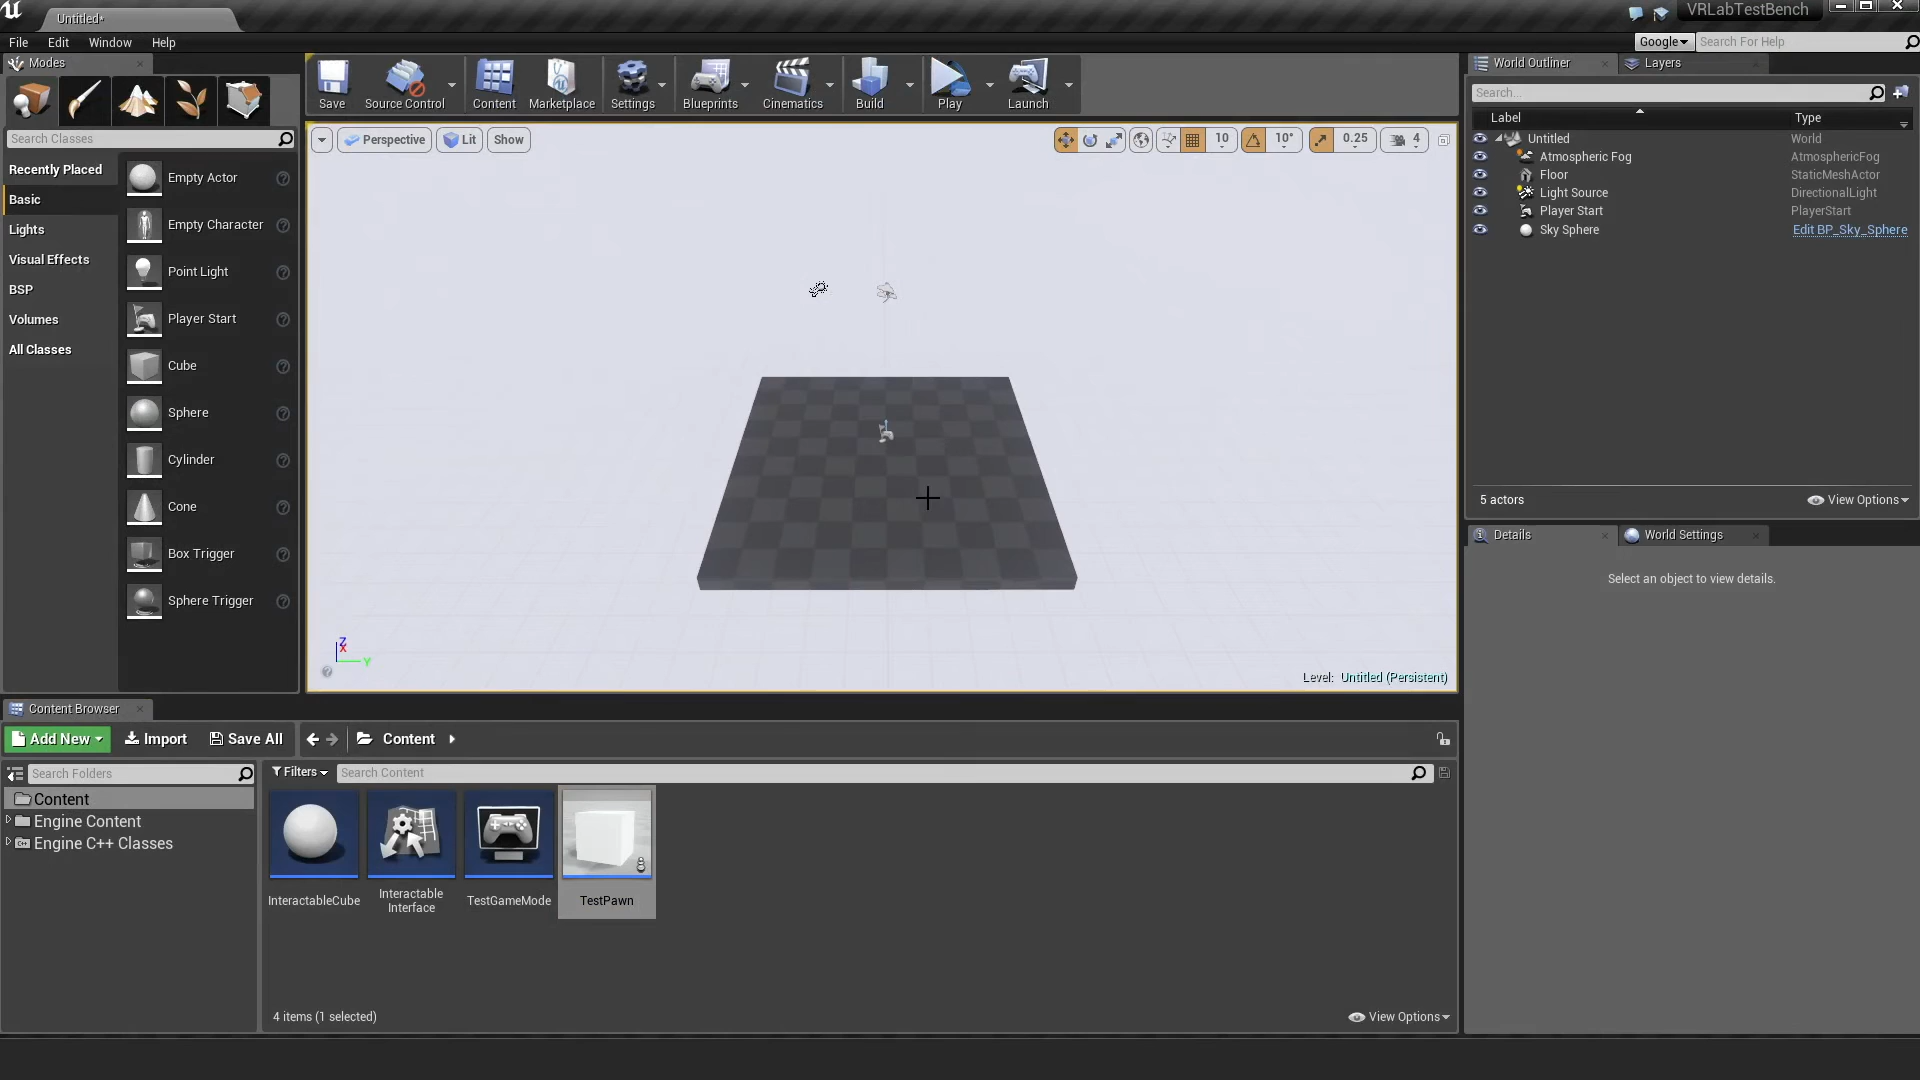 Untitled*
VRLabTestBench
File Edit Window Help
Google
Search For Help
Modes
Search Classes
Recently Placed
Basic
Lights
Visual Effects
BSP
Volumes
All Classes
Empty Actor
Empty Character
Point Light
Player Start
Cube
Sphere
Cylinder
Cone
Box Trigger
Sphere Trigger
Save
Source Control
Content
Marketplace
Settings
Blueprints
Cinematics
Build
Play
Launch
Perspective
Lit
Show
10
10°
0.25
4
Z
X
Y
Level: Untitled (Persistent)
World Outliner
Layers
Search...
Label Type
Untitled World
Atmospheric Fog AtmosphericFog
Floor StaticMeshActor
Light Source DirectionalLight
Player Start PlayerStart
Sky Sphere Edit BP_Sky_Sphere
5 actors
View Options
Details
World Settings
Select an object to view details.
Content Browser
Add New
Import
Save All
Content
Search Folders
Content
Engine Content
Engine C++ Classes
Filters
Search Content
InteractableCube
Interactable
Interface
TestGameMode
TestPawn
4 items (1 selected)
View Options